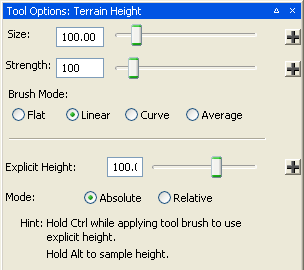 Tool Options: Terrain Height
Size: 100.00
Strength: 100
Brush Mode:
Flat Linear Curve Average
Explicit Height: 100.
Mode: Absolute Relative
Hint: Hold Ctrl while applying tool brush to use
explicit height.
Hold Alt to sample height.